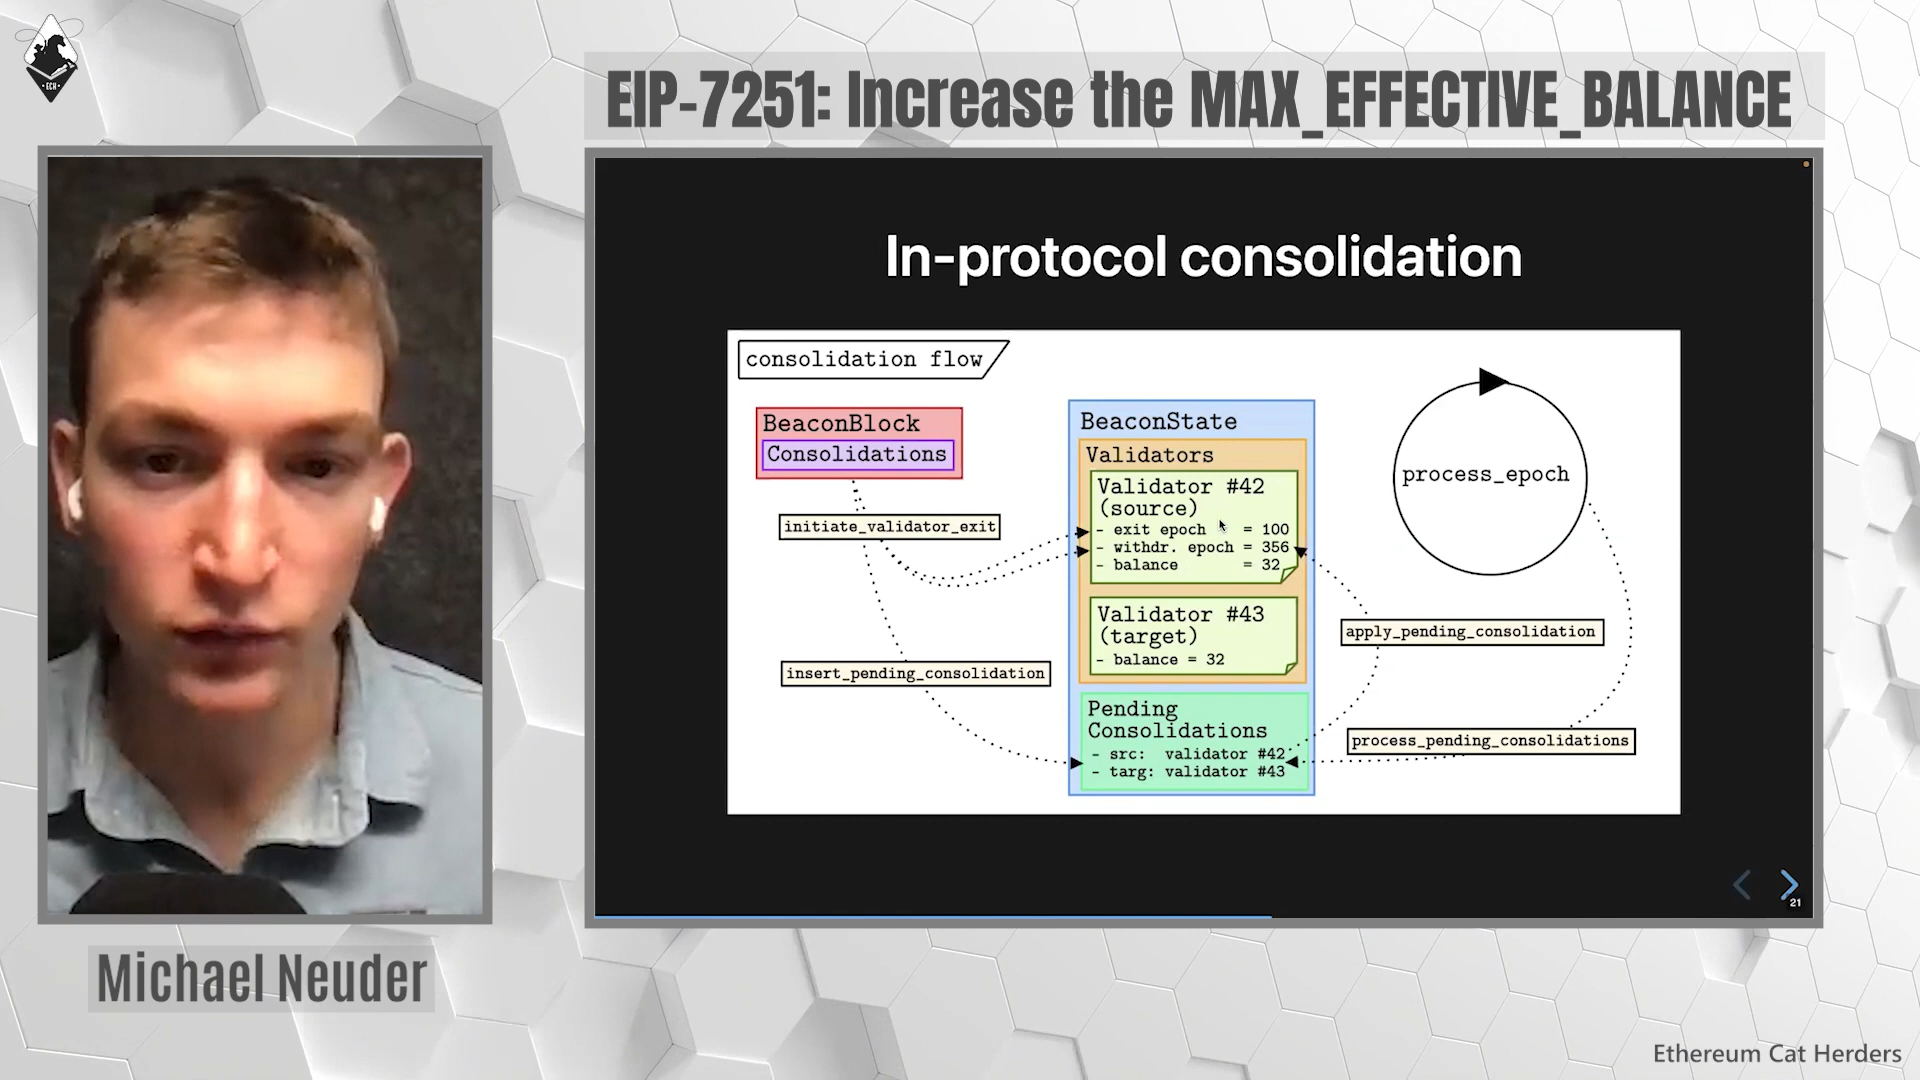 ECH
EIP-7251: Increase the MAX_EFFECTIVE_BALANCE
In-protocol consolidation
consolidation flow
BeaconBlock
Consolidations
initiate_validator_exit
insert_pending_consolidation
BeaconState
Validators
Validator #42
(source)
- exit epoch = 100
- withdr. epoch = 356
- balance = 32
Validator #43
(target)
- balance = 32
Pending
Consolidations
- src: validator #42
- targ: validator #43
process_epoch
apply_pending_consolidation
process_pending_consolidations
21
Michael Neuder
Ethereum Cat Herders